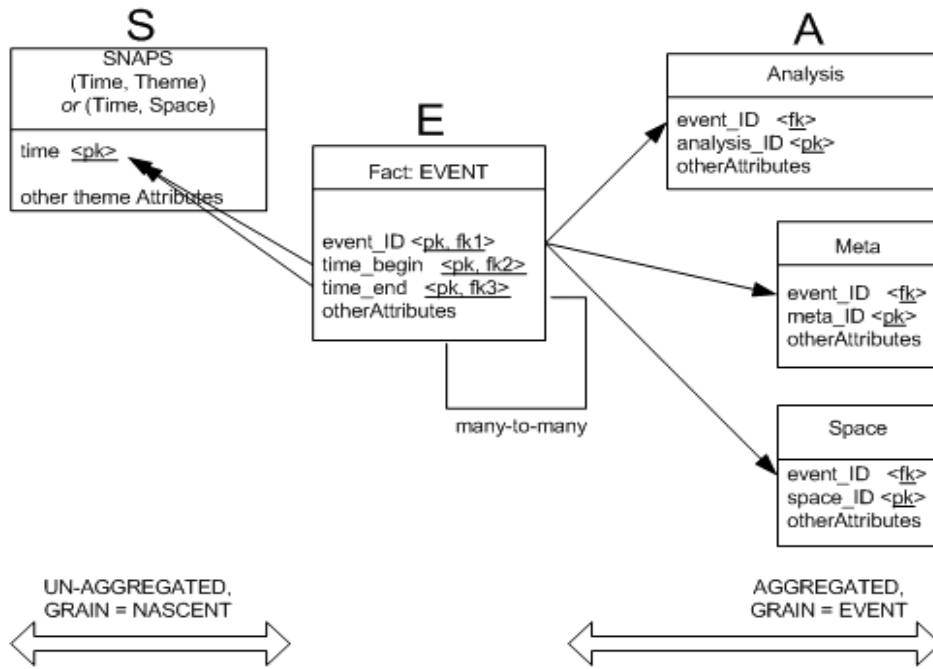 S
SNAPS
(Time, Theme)
or (Time, Space)
time <pk>
other theme Attributes
E
Fact: EVENT
event_ID <pk, fk1>
time_begin <pk, fk2>
time_end <pk, fk3>
otherAttributes
many-to-many
A
Analysis
event_ID <fk>
analysis_ID <pk>
otherAttributes
Meta
event_ID <fk>
meta_ID <pk>
otherAttributes
Space
event_ID <fk>
space_ID <pk>
otherAttributes
UN-AGGREGATED,
GRAIN = NASCENT
AGGREGATED,
GRAIN = EVENT